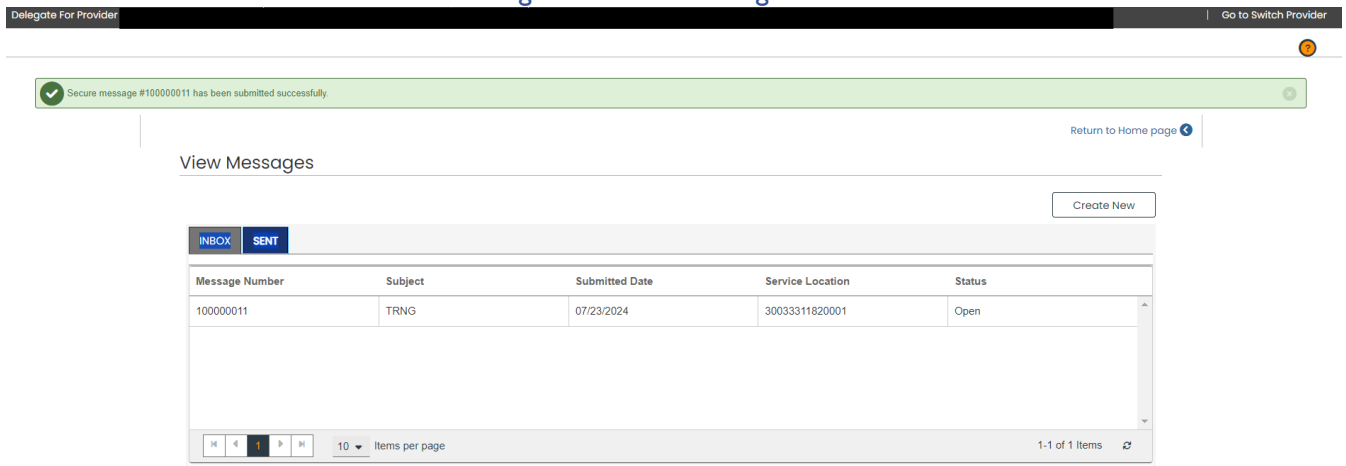 Delegate For Provider | Go to Switch Provider
?
Secure message #100000011 has been submitted successfully.
Return to Home page
View Messages
Create New
INBOX SENT
Message Number Subject Submitted Date Service Location Status
100000011 TRNG 07/23/2024 30033311820001 Open
1 10 Items per page 1-1 of 1 Items